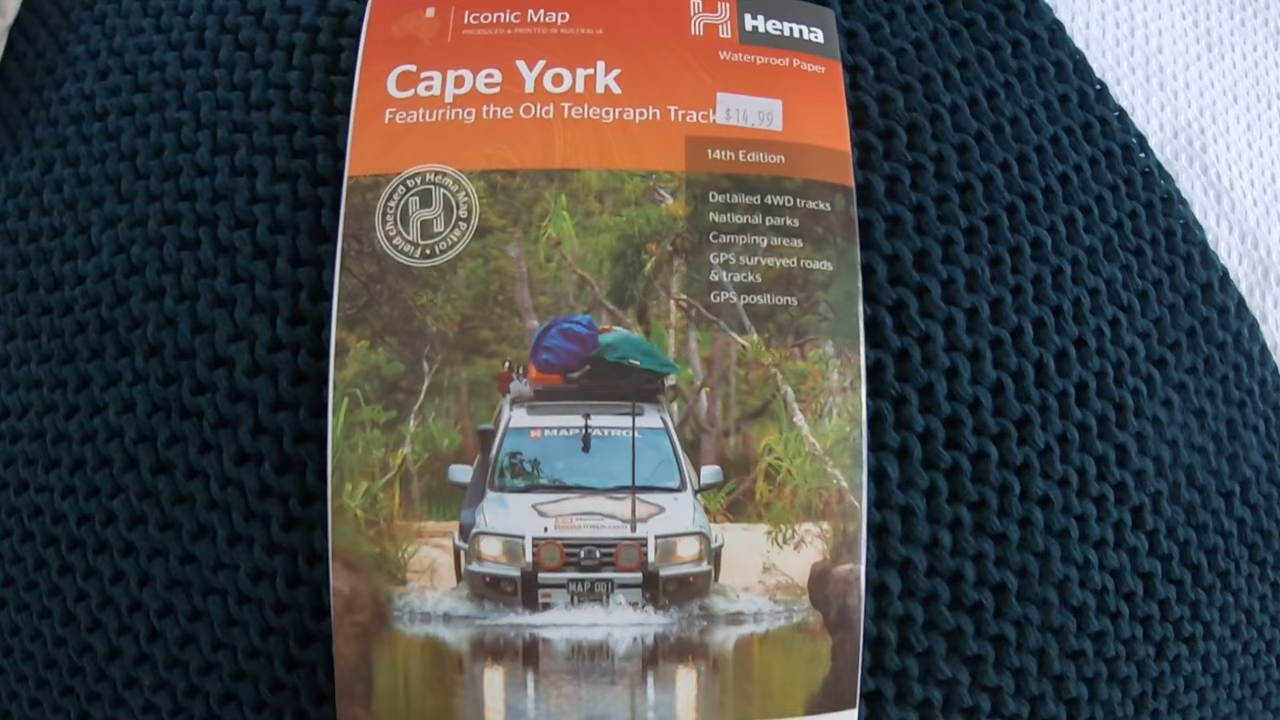 Iconic Map
PRODUCED & PRINTED IN AUSTRALIA
Hema
Waterproof Paper
Cape York
Featuring the Old Telegraph Track
$14.99
14th Edition
Detailed 4WD tracks
National parks
Camping areas
GPS surveyed roads
& tracks
GPS positions
Field checked by Hema Map Patrol •
MAP PATROL
hemamaps.com
MAP 001